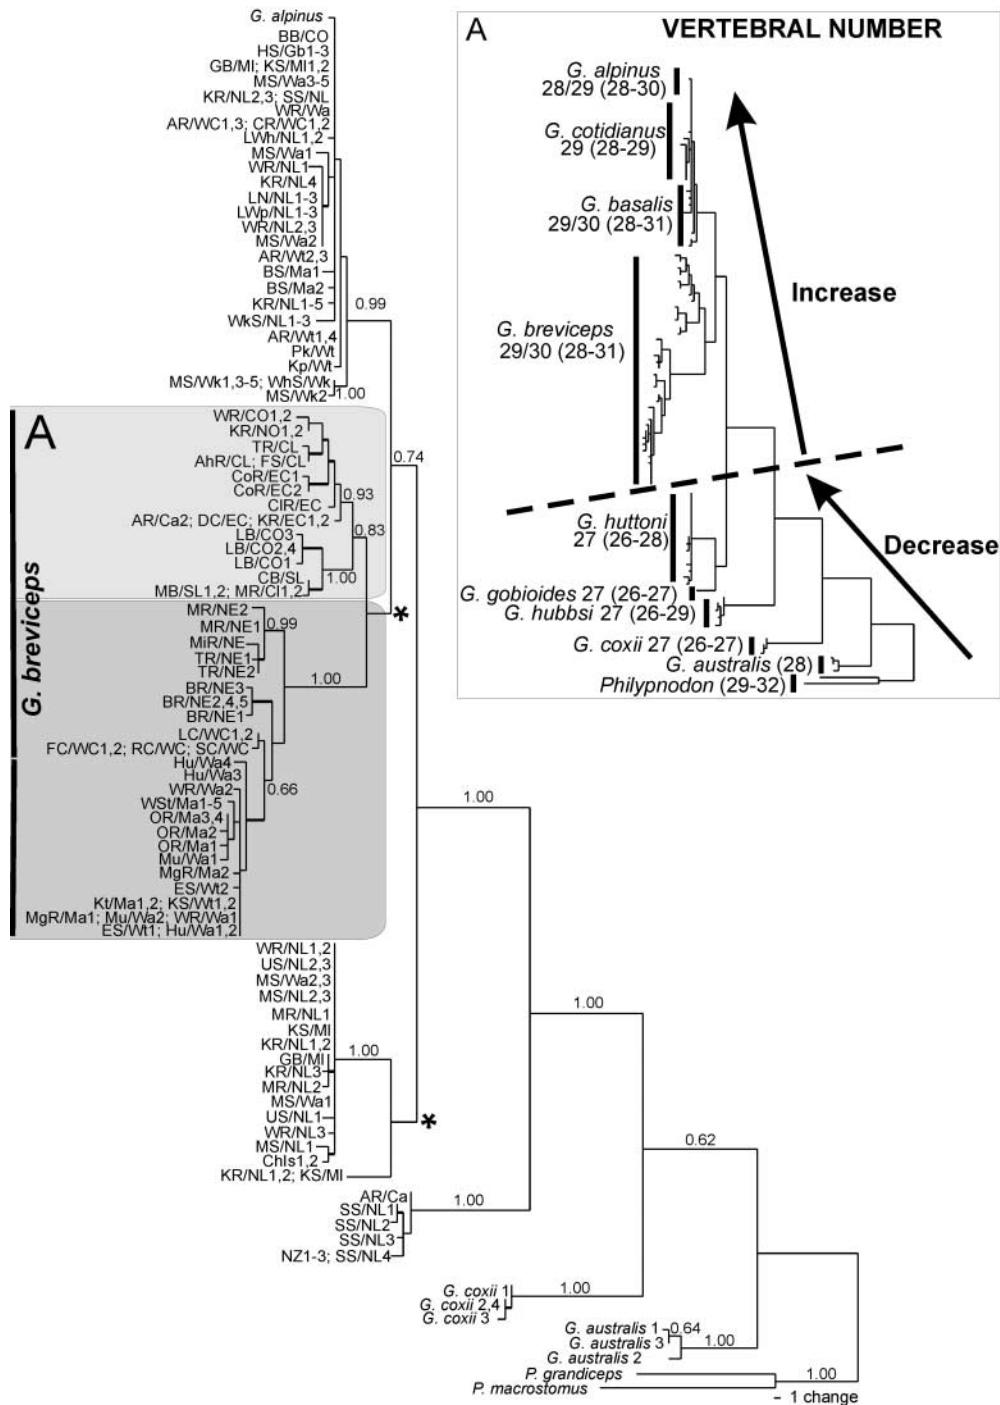 G. alpinus
BB/CO
HS/Gb1-3
GB/MI; KS/MI1,2
MS/Wa3-5
KR/NL2,3; SS/NL
WR/Wa
AR/WC1,3; CR/WC1,2
LWh/NL1,2
MS/Wa1
WR/NL1
KR/NL4
LN/NL1-3
LWp/NL1-3
WR/NL2,3
MS/Wa2
AR/Wt2,3
BS/Ma1
BS/Ma2
KR/NL1-5
0.99
WkS/NL1-3
AR/Wt1,4
Pk/Wt
Kp/Wt
MS/Wk1,3-5; WhS/Wk
MS/Wk2
1.00
A
G. breviceps
WR/CO1,2
KR/NO1,2
TR/CL
AhR/CL; FS/CL
0.74
CoR/EC1
CoR/EC2
0.93
CIR/EC
AR/Ca2; DC/EC; KR/EC1,2
0.83
LB/CO3
LB/CO2,4
LB/CO1
1.00
CB/SL
MB/SL1,2; MR/CI1,2
*
MR/NE2
MR/NE1
0.99
MiR/NE
TR/NE1
TR/NE2
1.00
BR/NE3
BR/NE2,4,5
BR/NE1
LC/WC1,2
FC/WC1,2; RC/WC; SC/WC
Hu/Wa4
Hu/Wa3
0.66
WR/Wa2
WSt/Ma1-5
OR/Ma3,4
OR/Ma2
OR/Ma1
Mu/Wa1
MgR/Ma2
ES/Wt2
Kt/Ma1,2; KS/Wt1,2
MgR/Ma1; Mu/Wa2; WR/Wa1
ES/Wt1; Hu/Wa1,2
1.00
WR/NL1,2
US/NL2,3
MS/Wa2,3
MS/NL2,3
1.00
MR/NL1
KS/MI
KR/NL1,2
1.00
GB/MI
KR/NL3
MR/NL2
MS/Wa1
US/NL1
*
WR/NL3
MS/NL1
ChIs1,2
KR/NL1,2; KS/MI
0.62
AR/Ca
1.00
SS/NL1
SS/NL2
SS/NL3
NZ1-3; SS/NL4
G. coxii 1
1.00
G. coxii 2,4
G. coxii 3
G. australis 1
0.64
G. australis 3
1.00
G. australis 2
P. grandiceps
1.00
P. macrostomus
1 change
A
VERTEBRAL NUMBER
G. alpinus
28/29 (28-30)
G. cotidianus
29 (28-29)
G. basalis
29/30 (28-31)
Increase
G. breviceps
29/30 (28-31)
G. huttoni
27 (26-28)
Decrease
G. gobioides 27 (26-27)
G. hubbsi 27 (26-29)
G. coxii 27 (26-27)
G. australis (28)
Philypnodon (29-32)